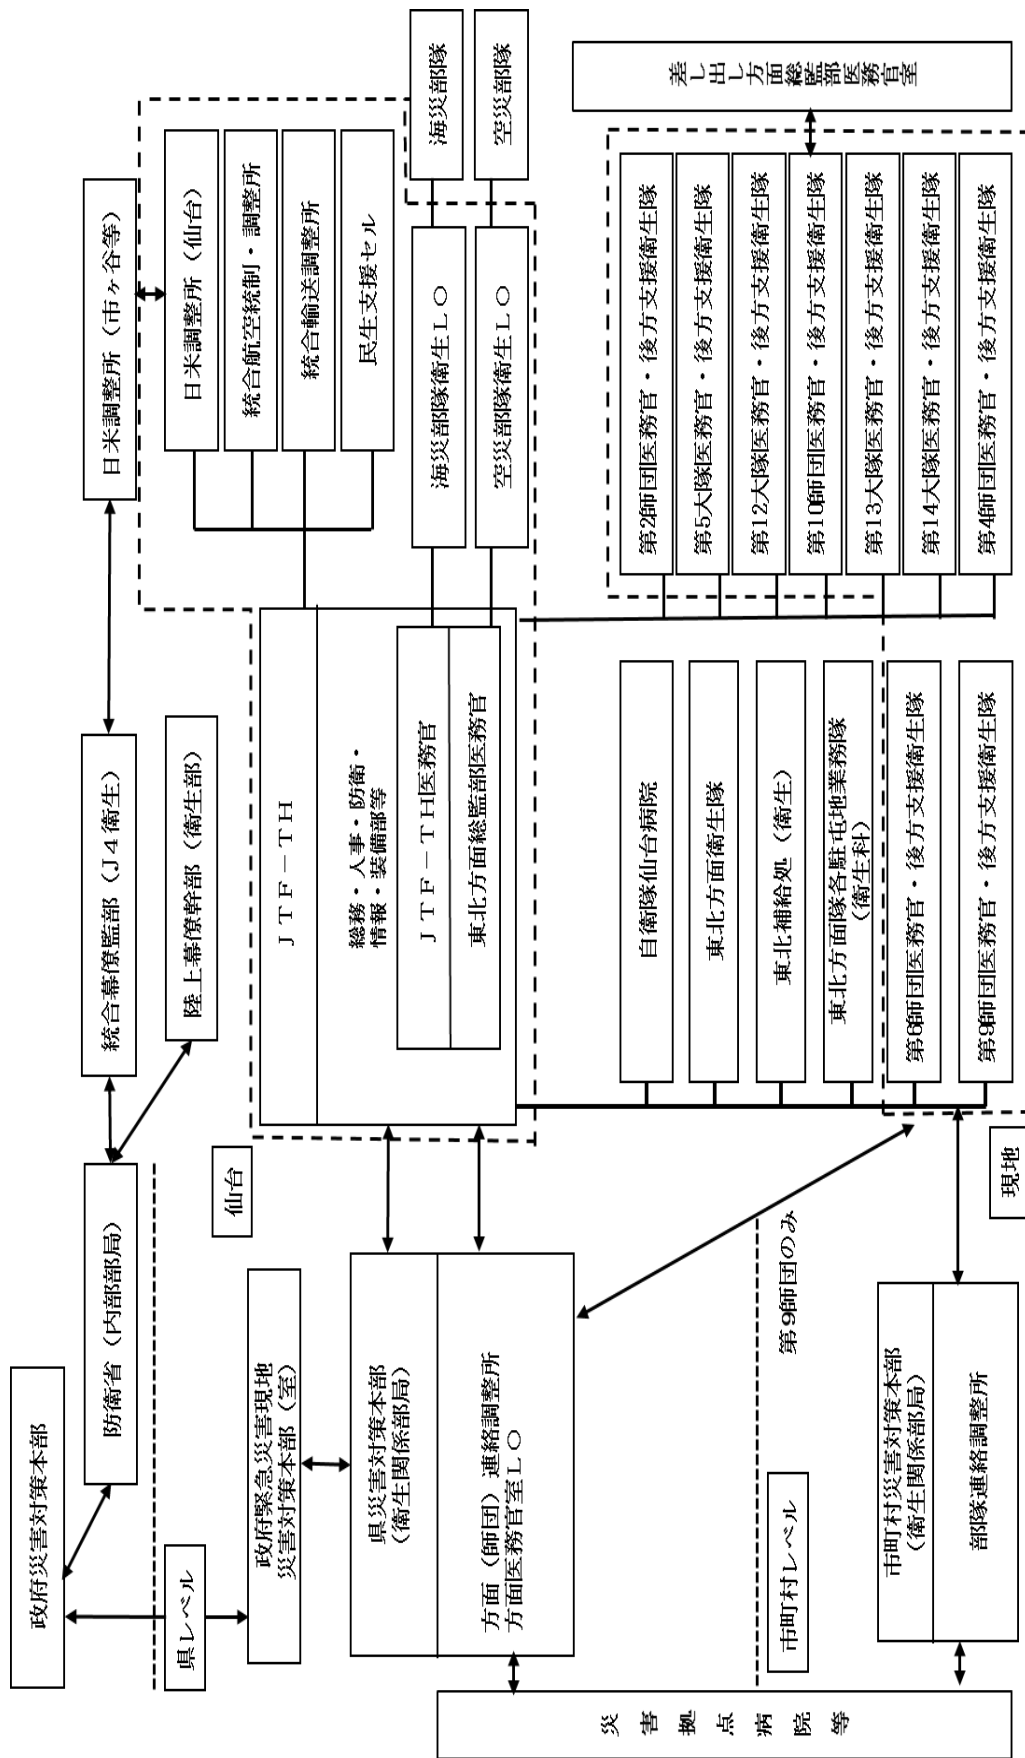 政府災害対策本部
防衛省（内部部局）
統合幕僚監部（J4衛生）
陸上幕僚幹部（衛生部）
日米調整所（市ヶ谷等）
県レベル
仙台
政府緊急災害現地
災害対策本部（室）
県災害対策本部
（衛生関係部局）
方面（師団）連絡調整所
方面医務官室LO
JTF－TH
総務・人事・防衛・
情報・装備部等
JTF－TH医務官
東北方面総監部医務官
日米調整所（仙台）
統合航空統制・調整所
統合輸送調整所
民生支援セル
海災部隊衛生LO
空災部隊衛生LO
海災部隊
空災部隊
差し出し方面総監部医務官室
第2師団医務官・後方支援衛生隊
第5大隊医務官・後方支援衛生隊
第12大隊医務官・後方支援衛生隊
第10師団医務官・後方支援衛生隊
第13大隊医務官・後方支援衛生隊
第14大隊医務官・後方支援衛生隊
第4師団医務官・後方支援衛生隊
自衛隊仙台病院
東北方面衛生隊
東北補給処（衛生）
東北方面隊各駐屯地業務隊
（衛生科）
第6師団医務官・後方支援衛生隊
第9師団医務官・後方支援衛生隊
第9師団のみ
現地
市町村レベル
市町村災害対策本部
（衛生関係部局）
部隊連絡調整所
災害拠点病院等